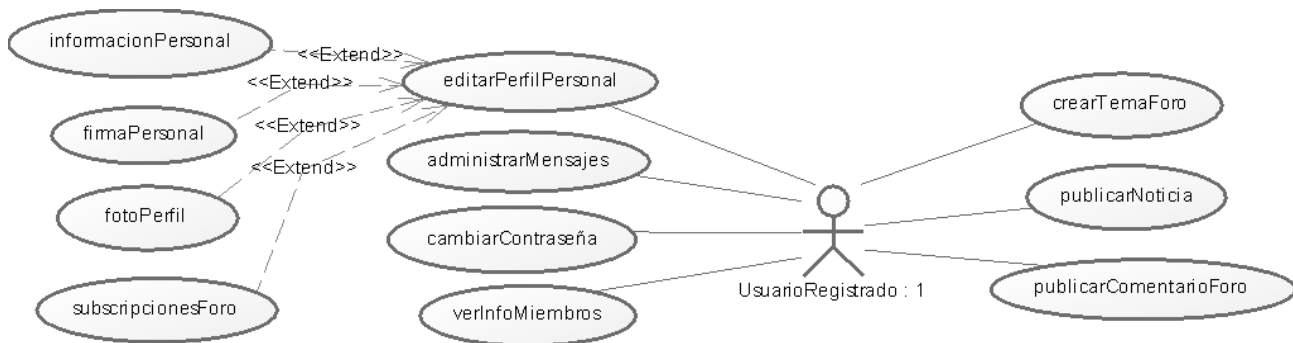 informacionPersonal
<<Extend>>
editarPerfilPersonal
<<Extend>>
firmaPersonal
<<Extend>>
<<Extend>>
fotoPerfil
subscripcionesForo
administrarMensajes
cambiarContraseña
verInfoMiembros
UsuarioRegistrado : 1
crearTemaForo
publicarNoticia
publicarComentarioForo